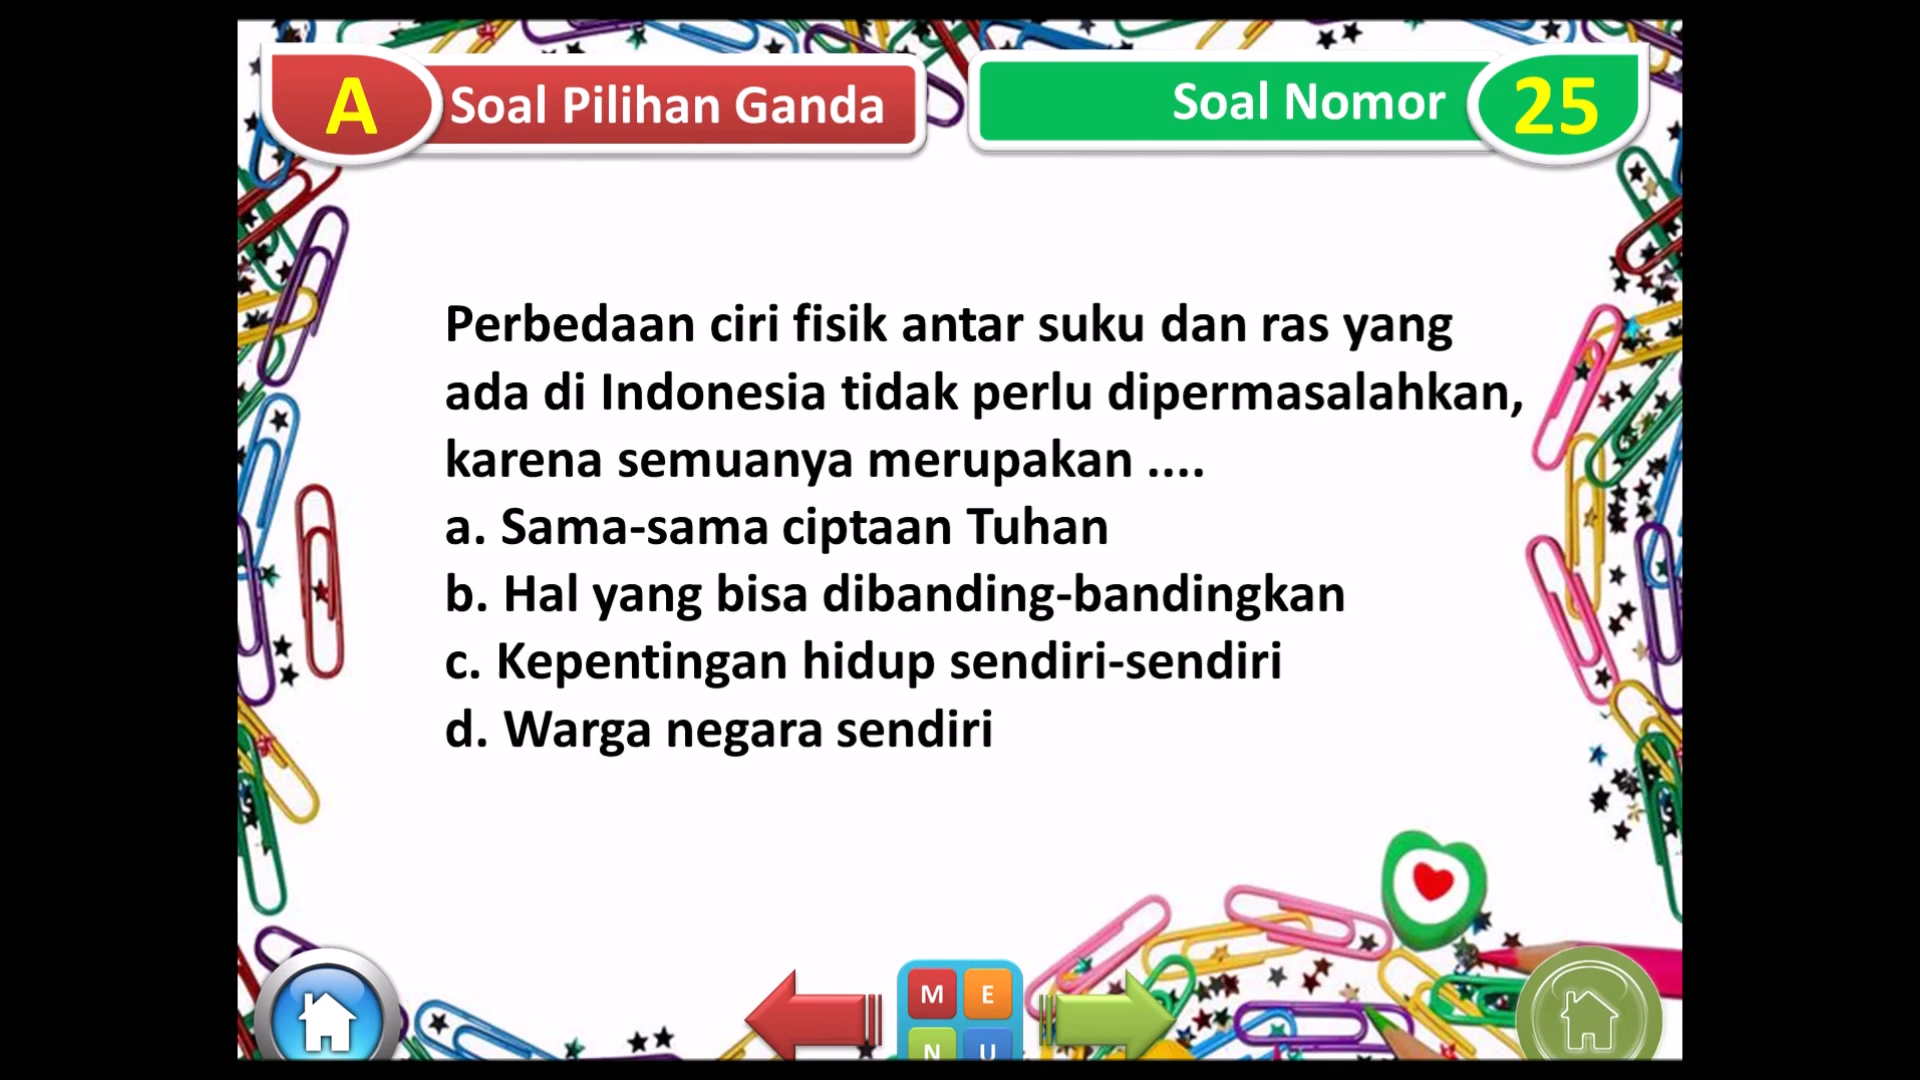 A
Soal Pilihan Ganda
Soal Nomor
25
Perbedaan ciri fisik antar suku dan ras yang
ada di Indonesia tidak perlu dipermasalahkan,
karena semuanya merupakan ....
a. Sama-sama ciptaan Tuhan
b. Hal yang bisa dibanding-bandingkan
c. Kepentingan hidup sendiri-sendiri
d. Warga negara sendiri
M E
N U